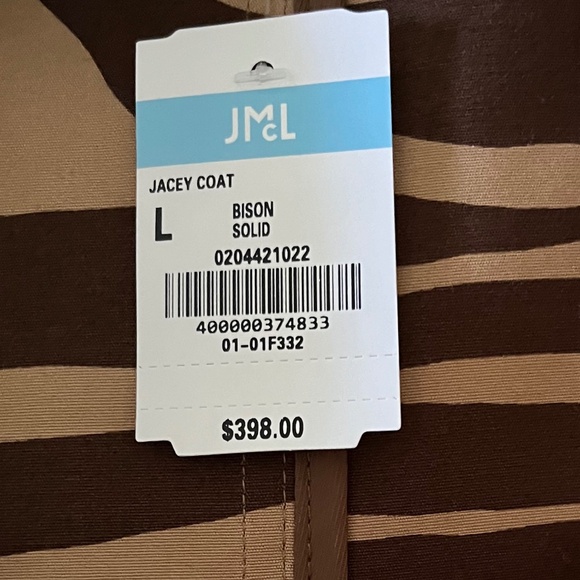 JMcL
JACEY COAT
L BISON
SOLID
0204421022
400000374833
01-01F332
$398.00